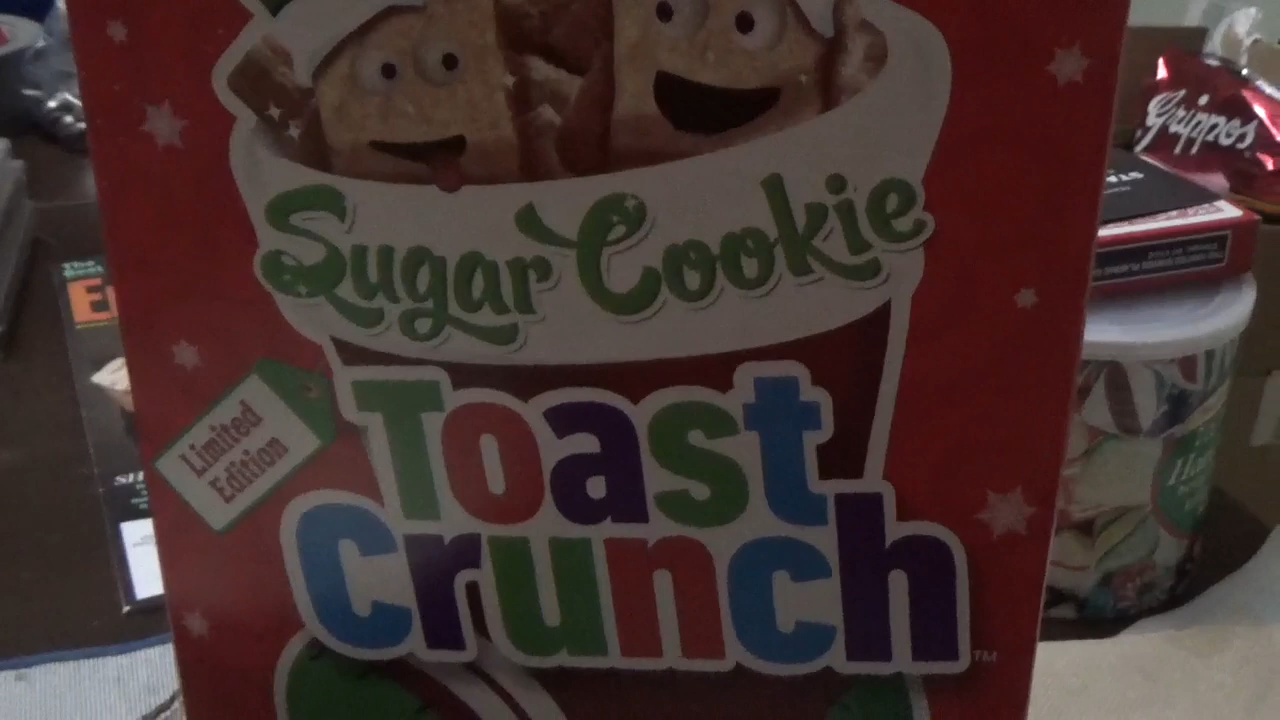 Sugar Cookie
Toast
Crunch
TM
Limited
Edition
Grippos